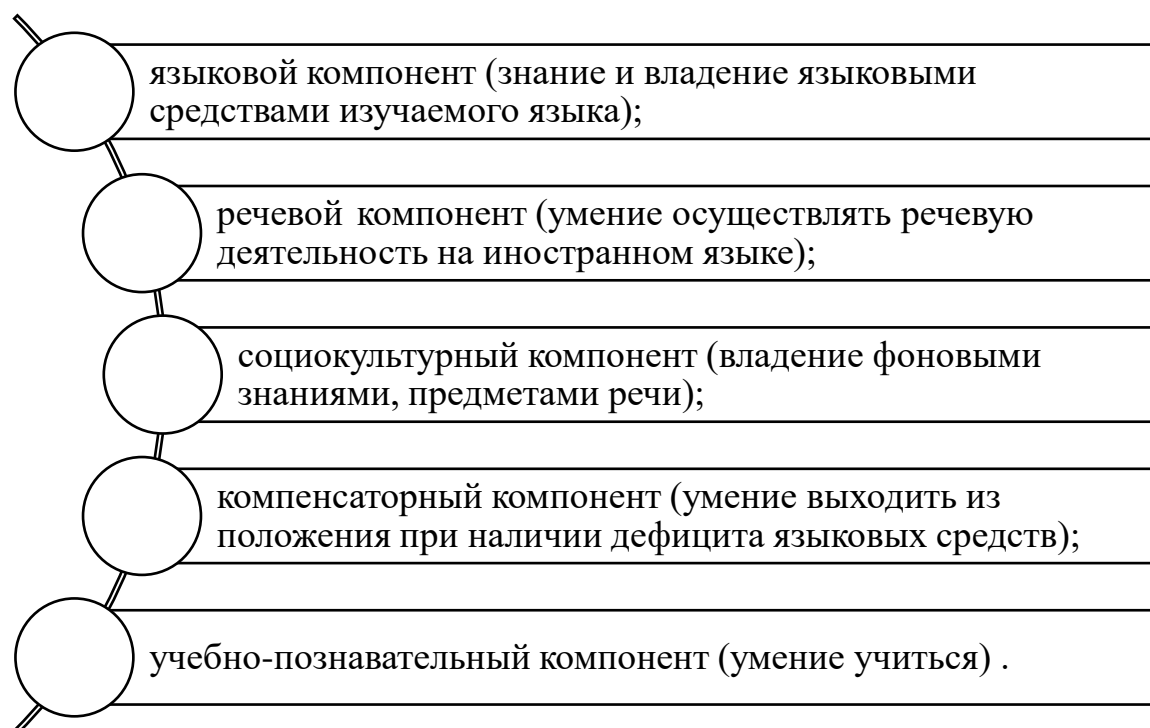 языковой компонент (знание и владение языковыми
средствами изучаемого языка);
речевой компонент (умение осуществлять речевую
деятельность на иностранном языке);
социокультурный компонент (владение фоновыми
знаниями, предметами речи);
компенсаторный компонент (умение выходить из
положения при наличии дефицита языковых средств);
учебно-познавательный компонент (умение учиться) .